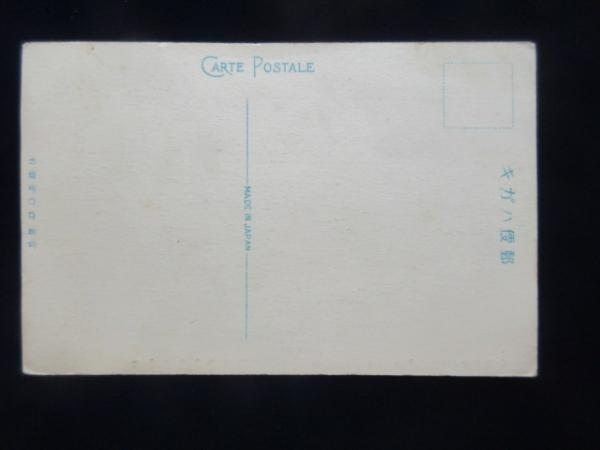 CARTE POSTALE
MADE IN JAPAN
郵便ハガキ